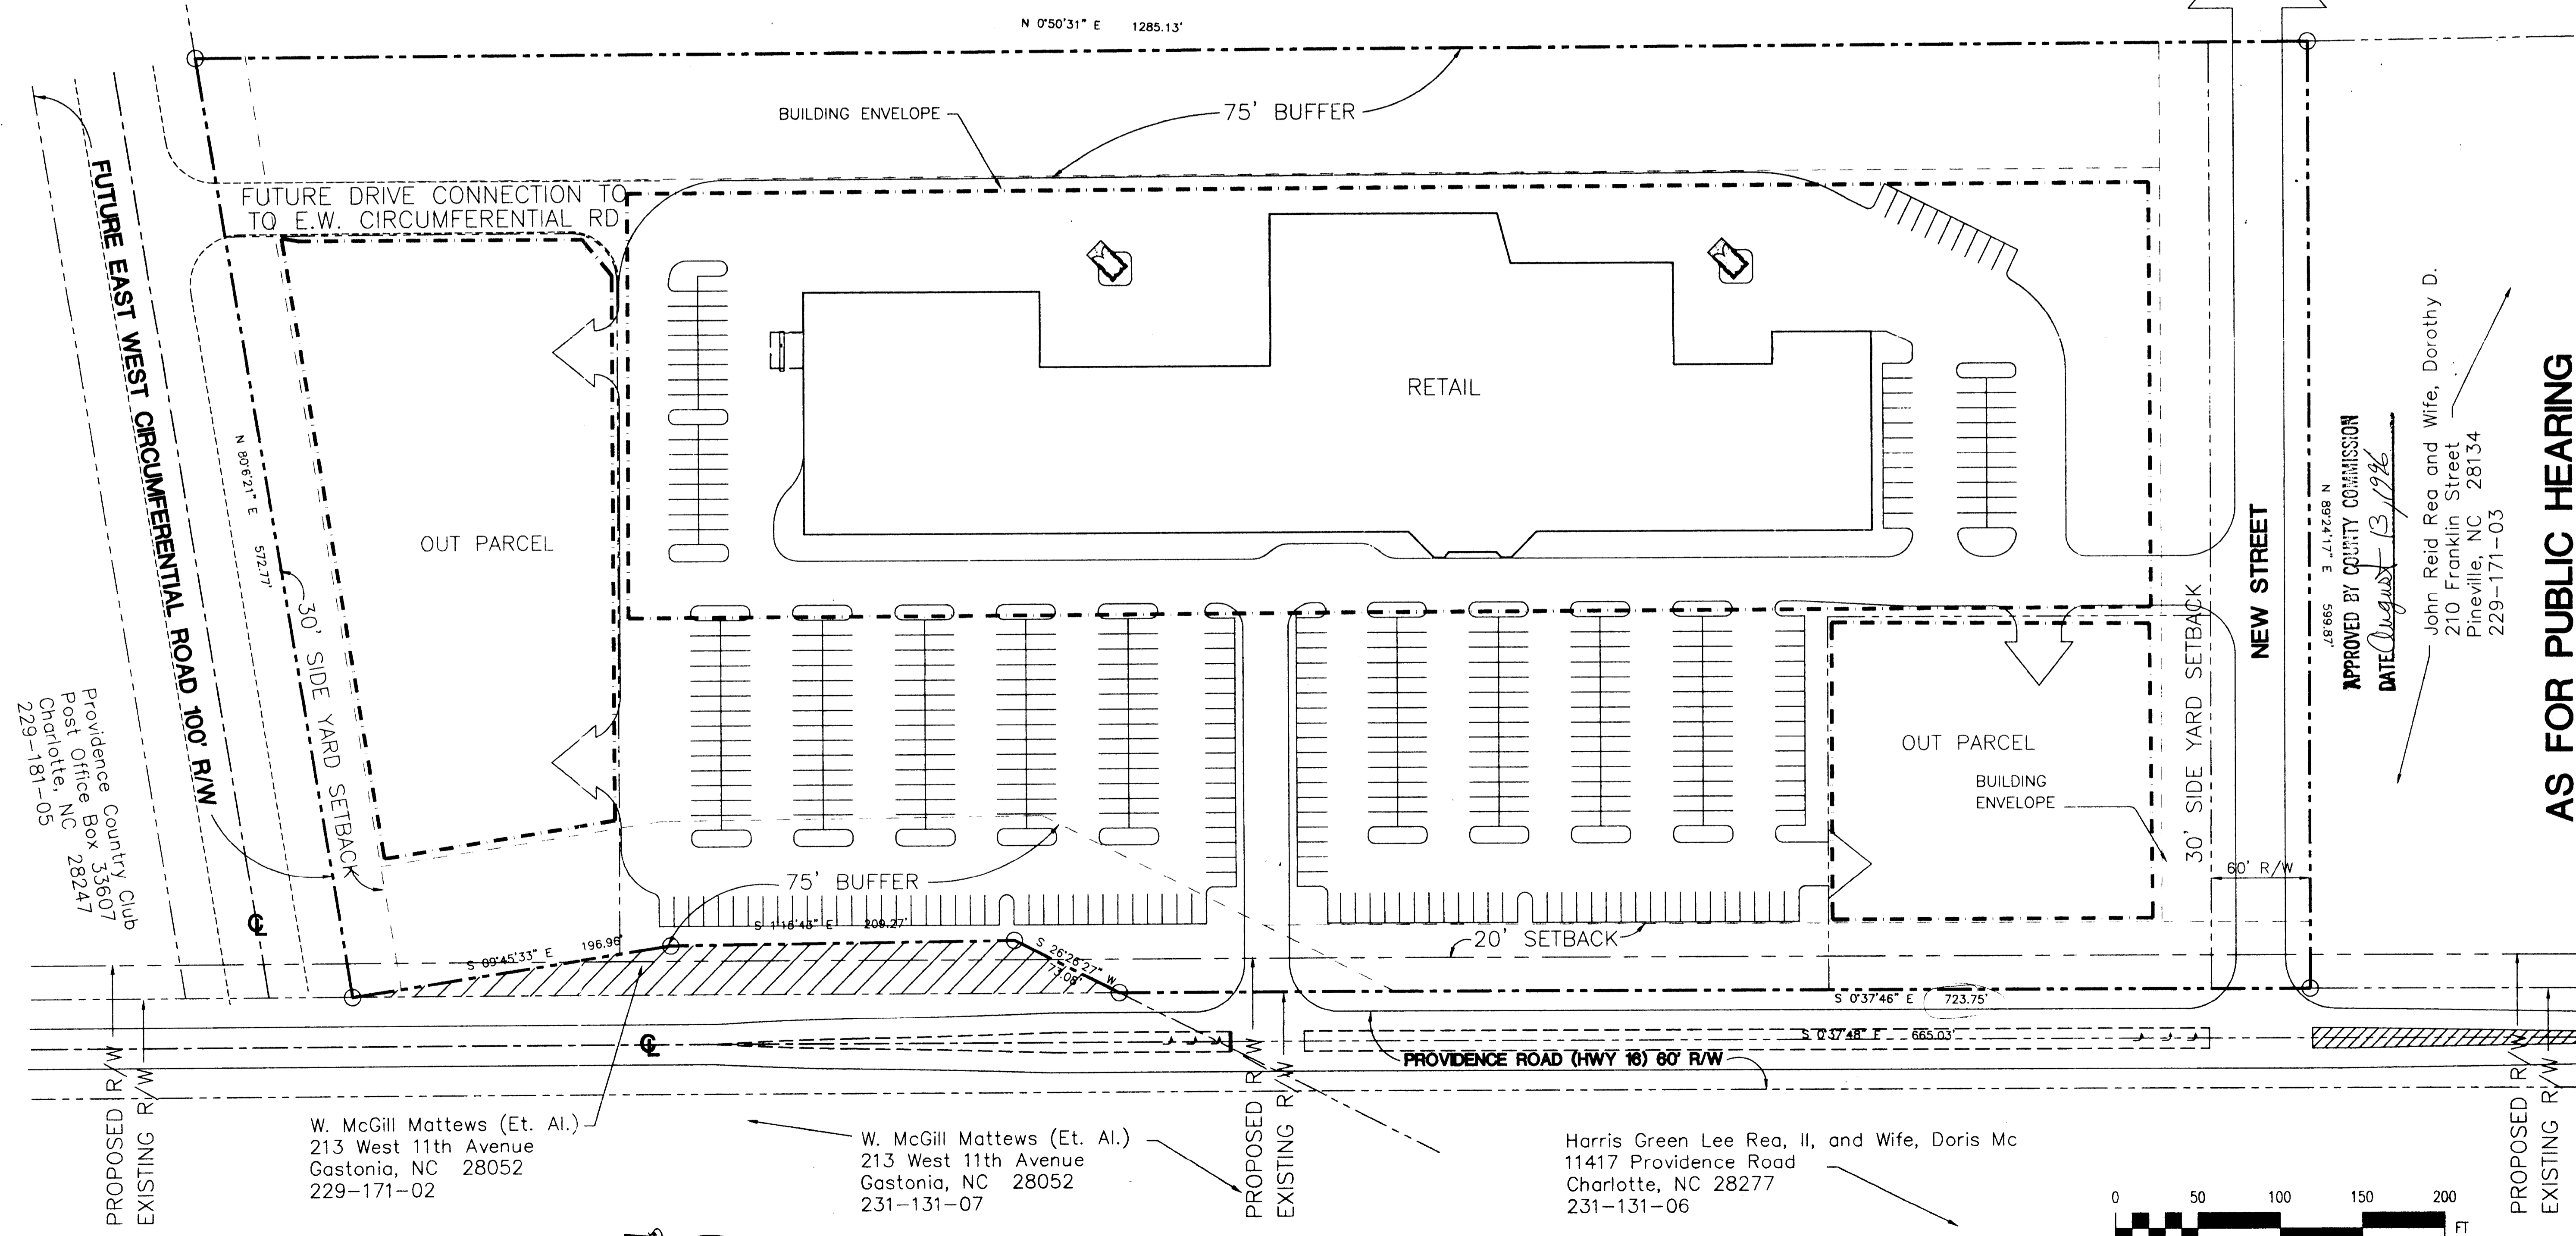 N 0°50'31" E 1285.13'
BUILDING ENVELOPE
75' BUFFER
FUTURE DRIVE CONNECTION TO
TO E.W. CIRCUMFERENTIAL RD
FUTURE EAST WEST CIRCUMFERENTIAL ROAD 100' R/W
N 80°6'21" E 572.77'
30' SIDE YARD SETBACK
OUT PARCEL
RETAIL
Providence Country Club
Post Office Box 33607
Charlotte, NC 28247
229-181-05
75' BUFFER
S 09°45'33" E 196.96'
S 1°18'43" E 209.27'
S 26°26'27" W
73.08'
20' SETBACK
OUT PARCEL
BUILDING
ENVELOPE
30' SIDE YARD SETBACK
60' R/W
NEW STREET
N 89°24'17" E 599.87'
APPROVED BY COUNTY COMMISSION
DATE August 13, 1996
John Reid Rea and Wife, Dorothy D.
210 Franklin Street
Pineville, NC 28134
229-171-03
AS FOR PUBLIC HEARING
S 0°37'46" E 723.75'
S 0°37'48" E 665.03'
PROVIDENCE ROAD (HWY 16) 60' R/W
CL
CL
PROPOSED R/W
EXISTING R/W
W. McGill Mattews (Et. Al.)
213 West 11th Avenue
Gastonia, NC 28052
229-171-02
W. McGill Mattews (Et. Al.)
213 West 11th Avenue
Gastonia, NC 28052
231-131-07
PROPOSED R/W
EXISTING R/W
Harris Green Lee Rea, II, and Wife, Doris Mc
11417 Providence Road
Charlotte, NC 28277
231-131-06
PROPOSED R/W
EXISTING R/W
0 50 100 150 200
FT